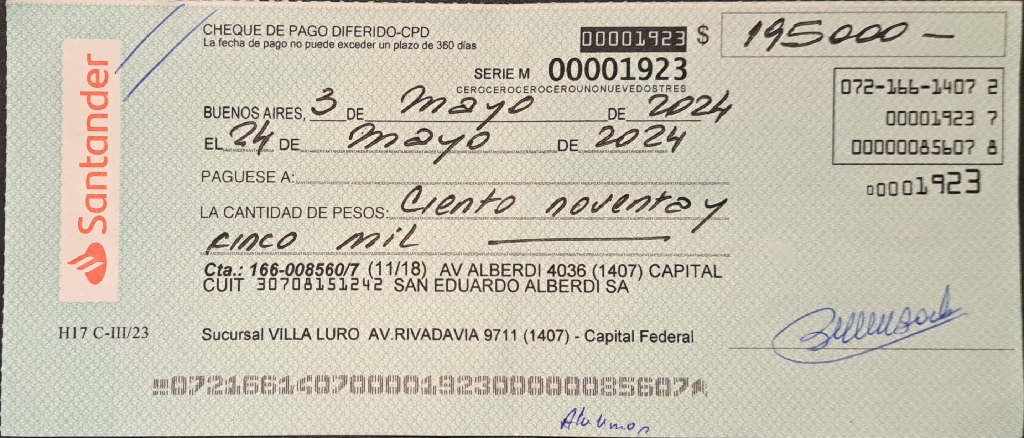 Santander
CHEQUE DE PAGO DIFERIDO-CPD
La fecha de pago no puede exceder un plazo de 360 días
00001923 $ 195000 —
SERIE M 00001923
CEROCEROCEROCEROUNONUEVEDOSTRES
BUENOS AIRES, 3 DE Mayo DE 2024
EL 24 DE Mayo DE 2024
072-166-1407 2
00001923 7
00000085607 8
00001923
PAGUESE A:
LA CANTIDAD DE PESOS: Ciento noventa y
cinco mil —
Cta.: 166-008560/7 (11/18) AV ALBERDI 4036 (1407) CAPITAL
CUIT 30708151242 SAN EDUARDO ALBERDI SA
H17 C-III/23
Sucursal VILLA LURO AV.RIVADAVIA 9711 (1407) - Capital Federal
07216614070000192300000085607